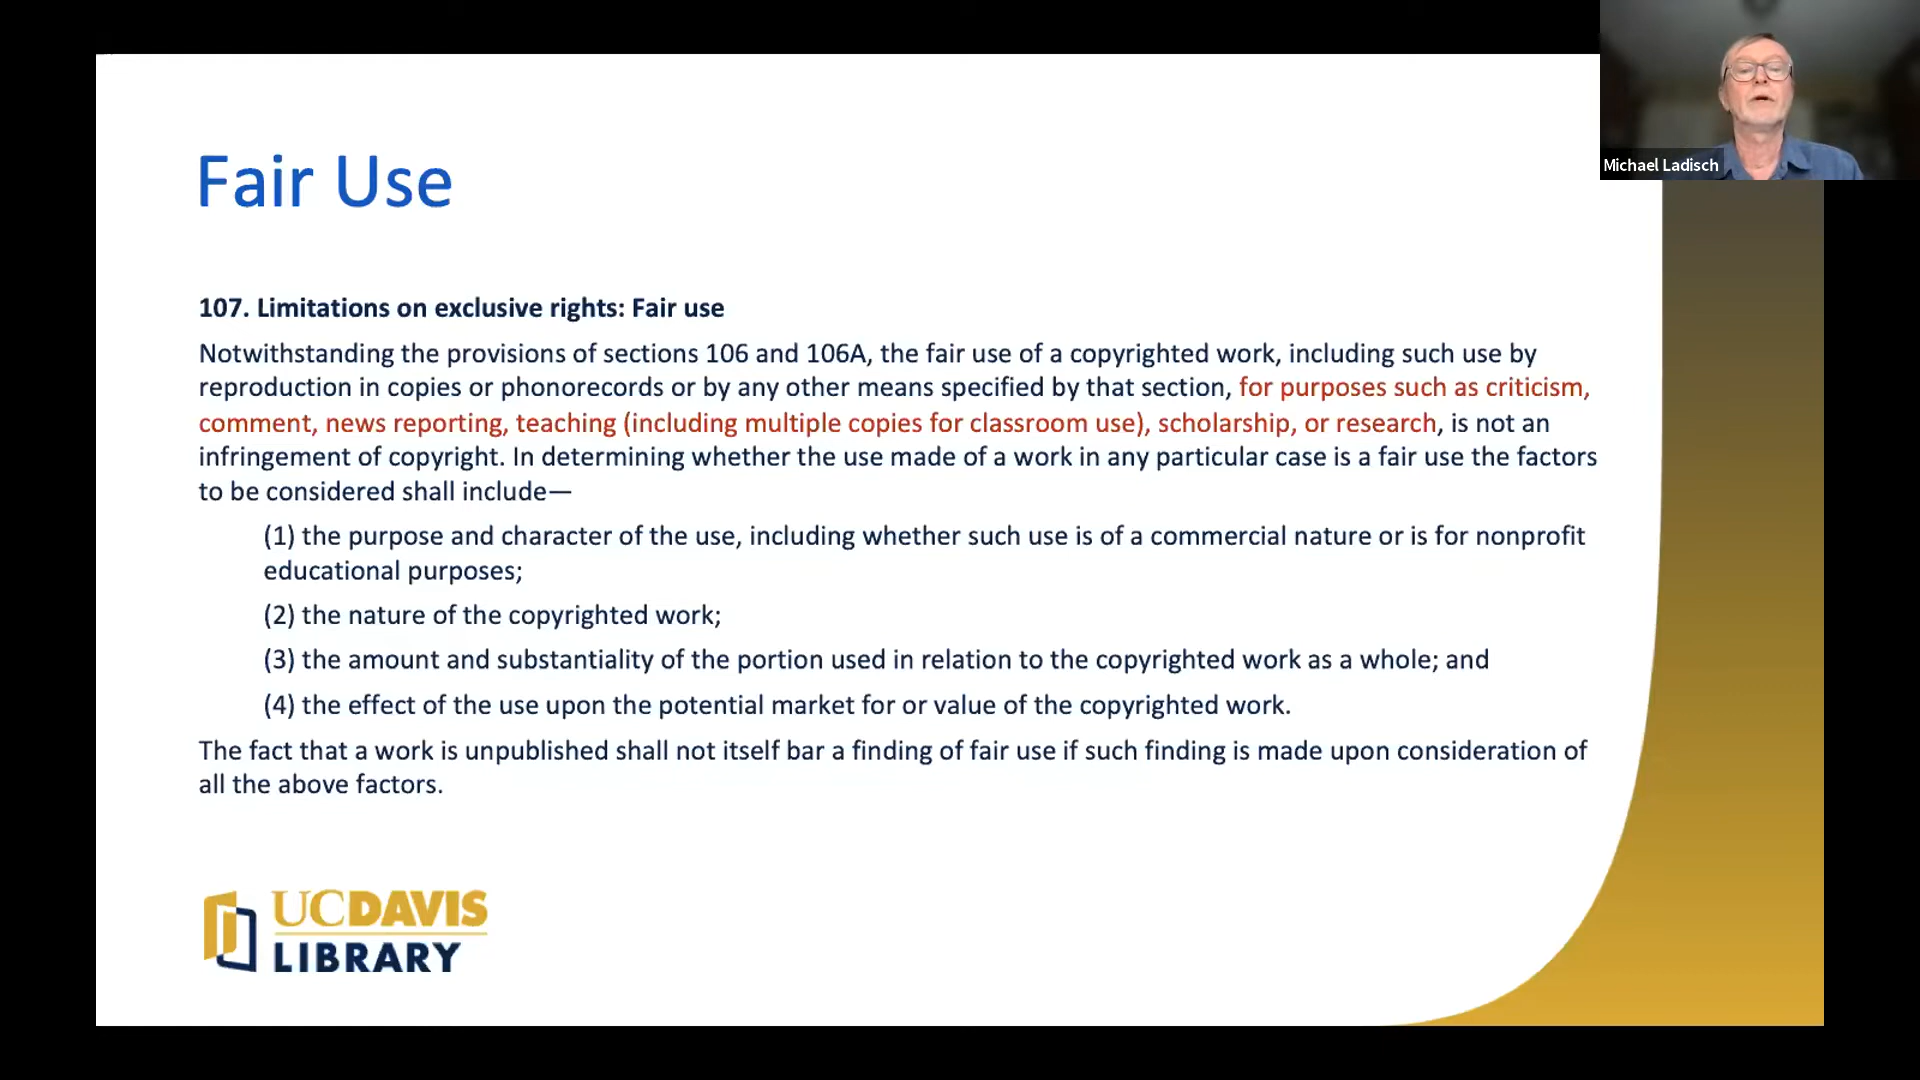 Michael Ladisch
Fair Use
107. Limitations on exclusive rights: Fair use
Notwithstanding the provisions of sections 106 and 106A, the fair use of a copyrighted work, including such use by
reproduction in copies or phonorecords or by any other means specified by that section, for purposes such as criticism,
comment, news reporting, teaching (including multiple copies for classroom use), scholarship, or research, is not an
infringement of copyright. In determining whether the use made of a work in any particular case is a fair use the factors
to be considered shall include—
(1) the purpose and character of the use, including whether such use is of a commercial nature or is for nonprofit
educational purposes;
(2) the nature of the copyrighted work;
(3) the amount and substantiality of the portion used in relation to the copyrighted work as a whole; and
(4) the effect of the use upon the potential market for or value of the copyrighted work.
The fact that a work is unpublished shall not itself bar a finding of fair use if such finding is made upon consideration of
all the above factors.
UCDAVIS
LIBRARY